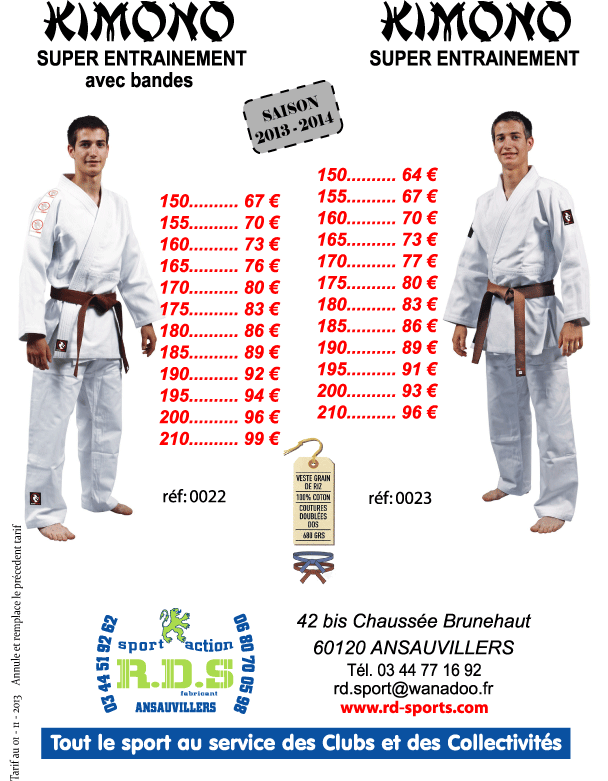 KIMONO
SUPER ENTRAINEMENT
avec bandes
KIMONO
SUPER ENTRAINEMENT
SAISON
2013 - 2014
150.......... 67 €
155.......... 70 €
160.......... 73 €
165.......... 76 €
170.......... 80 €
175.......... 83 €
180.......... 86 €
185.......... 89 €
190.......... 92 €
195.......... 94 €
200.......... 96 €
210.......... 99 €
réf: 0022
150.......... 64 €
155.......... 67 €
160.......... 70 €
165.......... 73 €
170.......... 77 €
175.......... 80 €
180.......... 83 €
185.......... 86 €
190.......... 89 €
195.......... 91 €
200.......... 93 €
210.......... 96 €
réf: 0023
VESTE GRAIN
DE RIZ
100% COTON
COUTURES
DOUBLÉES
DOS
680 GRS
Tarif au 01 - 11 - 2013 Annule et remplace le précedent tarif
03 44 51 92 62
sport action
R.D.S
fabricant
ANSAUVILLERS
06 80 70 05 98
42 bis Chaussée Brunehaut
60120 ANSAUVILLERS
Tél. 03 44 77 16 92
rd.sport@wanadoo.fr
www.rd-sports.com
Tout le sport au service des Clubs et des Collectivités